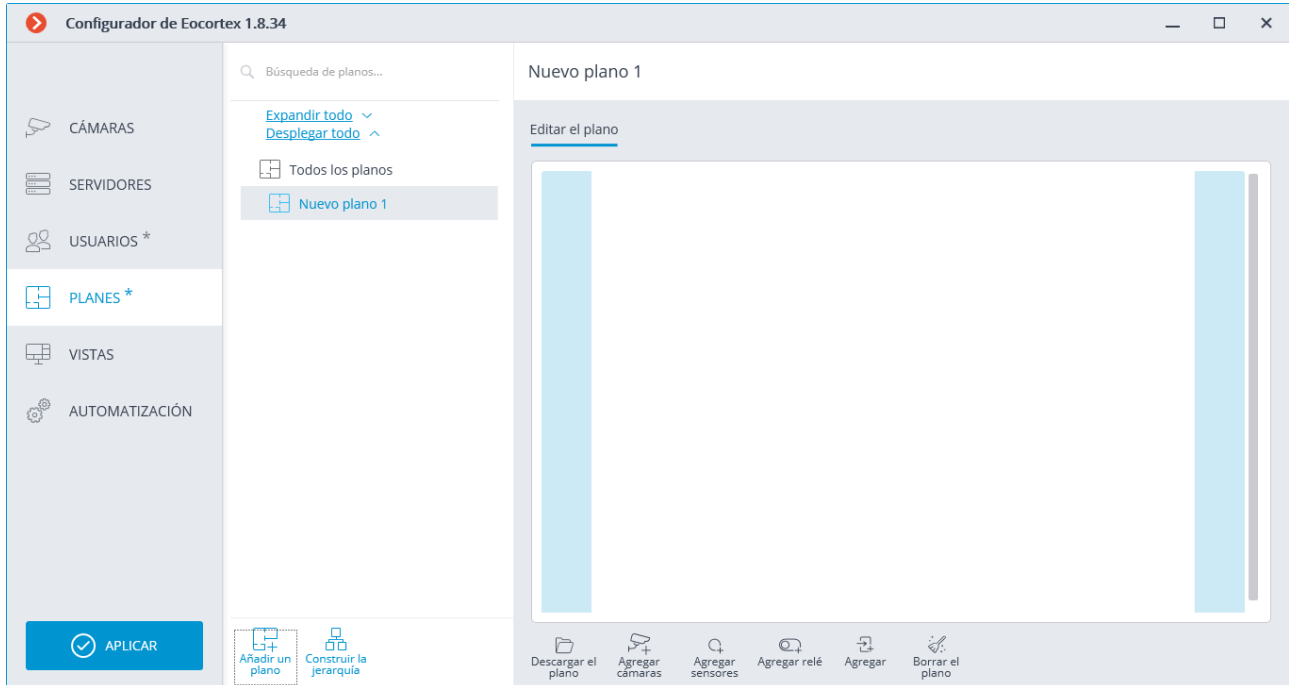 Configurador de Eocortex 1.8.34
CÁMARAS
SERVIDORES
USUARIOS *
PLANES *
VISTAS
AUTOMATIZACIÓN
APLICAR
Búsqueda de planos...
Expandir todo
Desplegar todo
Todos los planos
Nuevo plano 1
Añadir un
plano
Construir la
jerarquía
Nuevo plano 1
Editar el plano
Descargar el
plano
Agregar
cámaras
Agregar
sensores
Agregar relé
Agregar
Borrar el
plano